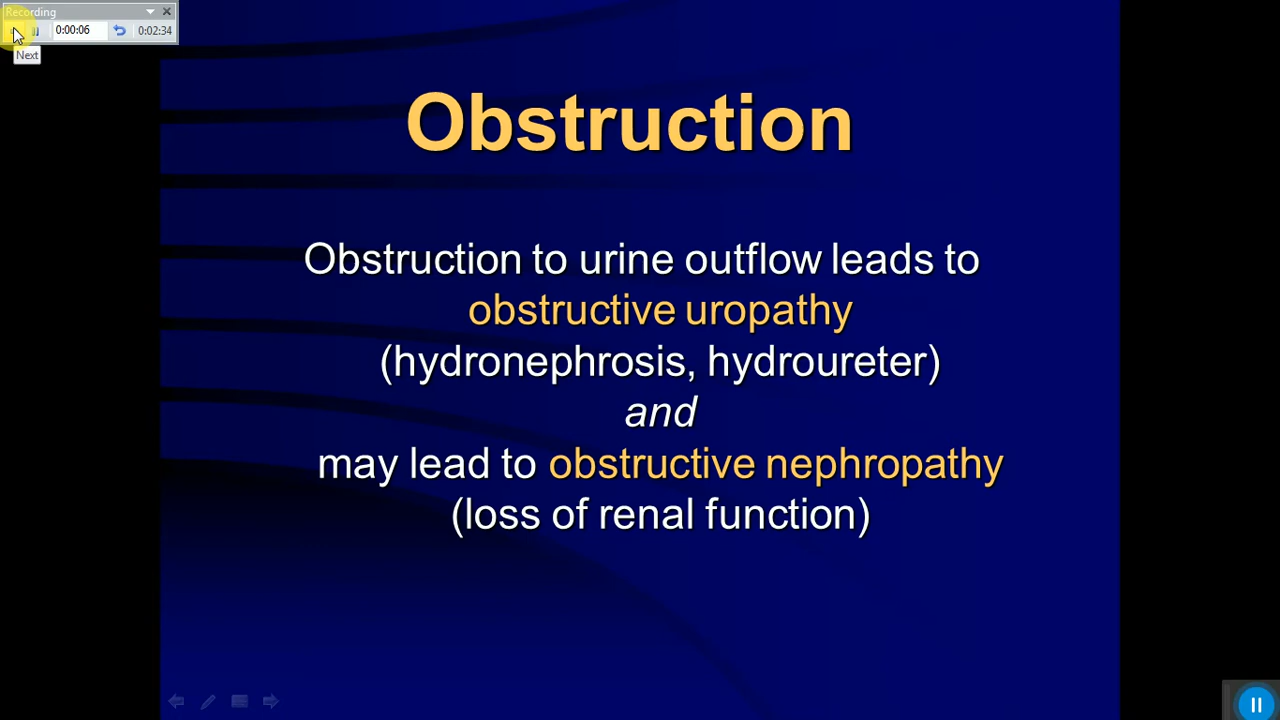 Recording
0:00:06
0:02:34
Next
Obstruction
Obstruction to urine outflow leads to
obstructive uropathy
(hydronephrosis, hydroureter)
and
may lead to obstructive nephropathy
(loss of renal function)